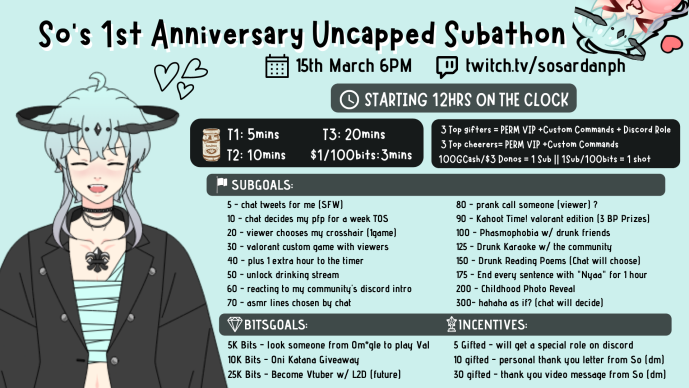 So's 1st Anniversary Uncapped Subathon
15th March 6PM
twitch.tv/sosardanph
STARTING 12HRS ON THE CLOCK
T1: 5mins
T3: 20mins
T2: 10mins
$1/100bits:3mins
3 Top gifters = PERM VIP +Custom Commands + Discord Role
3 Top cheerers= PERM VIP +Custom Commands
100GCash/$3 Donos = 1 Sub || 1Sub/100bits = 1 shot
SUBGOALS:
5 - chat tweets for me (SFW)
10 - chat decides my pfp for a week TOS
20 - viewer chooses my crosshair (1game)
30 - valorant custom game with viewers
40 - plus 1 extra hour to the timer
50 - unlock drinking stream
60 - reacting to my community's discord intro
70 - asmr lines chosen by chat
80 - prank call someone (viewer) ?
90 - Kahoot Time! valorant edition (3 BP Prizes)
100 - Phasmophobia w/ drunk friends
125 - Drunk Karaoke w/ the community
150 - Drunk Reading Poems (Chat will choose)
175 - End every sentence with "Nyaa" for 1 hour
200 - Childhood Photo Reveal
300- hahaha as if? (chat will decide)
BITSGOALS:
5K Bits - look someone from Om*gle to play Val
10K Bits - Oni Katana Giveaway
25K Bits - Become Vtuber w/ L2D (future)
INCENTIVES:
5 Gifted - will get a special role on discord
10 gifted - personal thank you letter from So (dm)
30 gifted - thank you video message from So (dm)